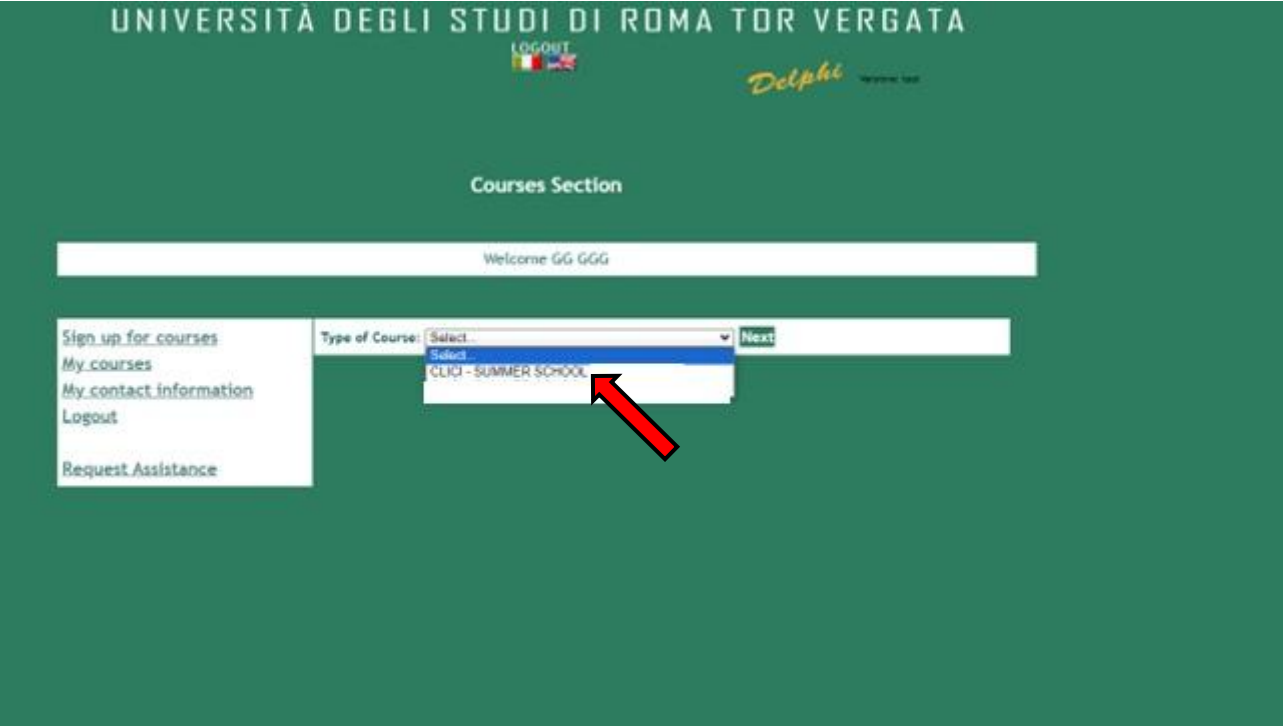 UNIVERSITÀ DEGLI STUDI DI ROMA TOR VERGATA
LOGOUT
Delphi
Courses Section
Welcome GG GGG
Sign up for courses
My courses
My contact information
Logout
Request Assistance
Type of Course: Select... Next
Select...
CLICI - SUMMER SCHOOL